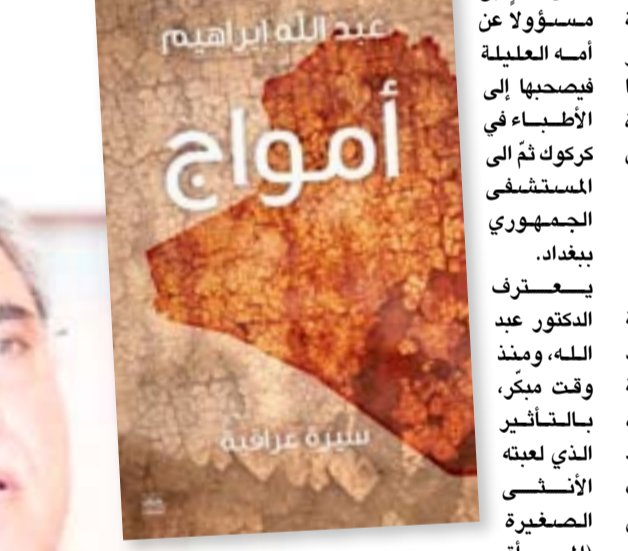 عبد الله إبراهيم
أمواج
سيرة عراقية
مسؤولاً عن
أمه العليلة
فيصحبها إلى
الأطباء في
كركوك ثمّ الى
المستشفى
الجمهوري
ببغداد.
يعترف
الدكتور عبد
الله، ومنذ
وقت مبكّر،
بالتأثير
الذي لعبته
الأنثى
الصغيرة